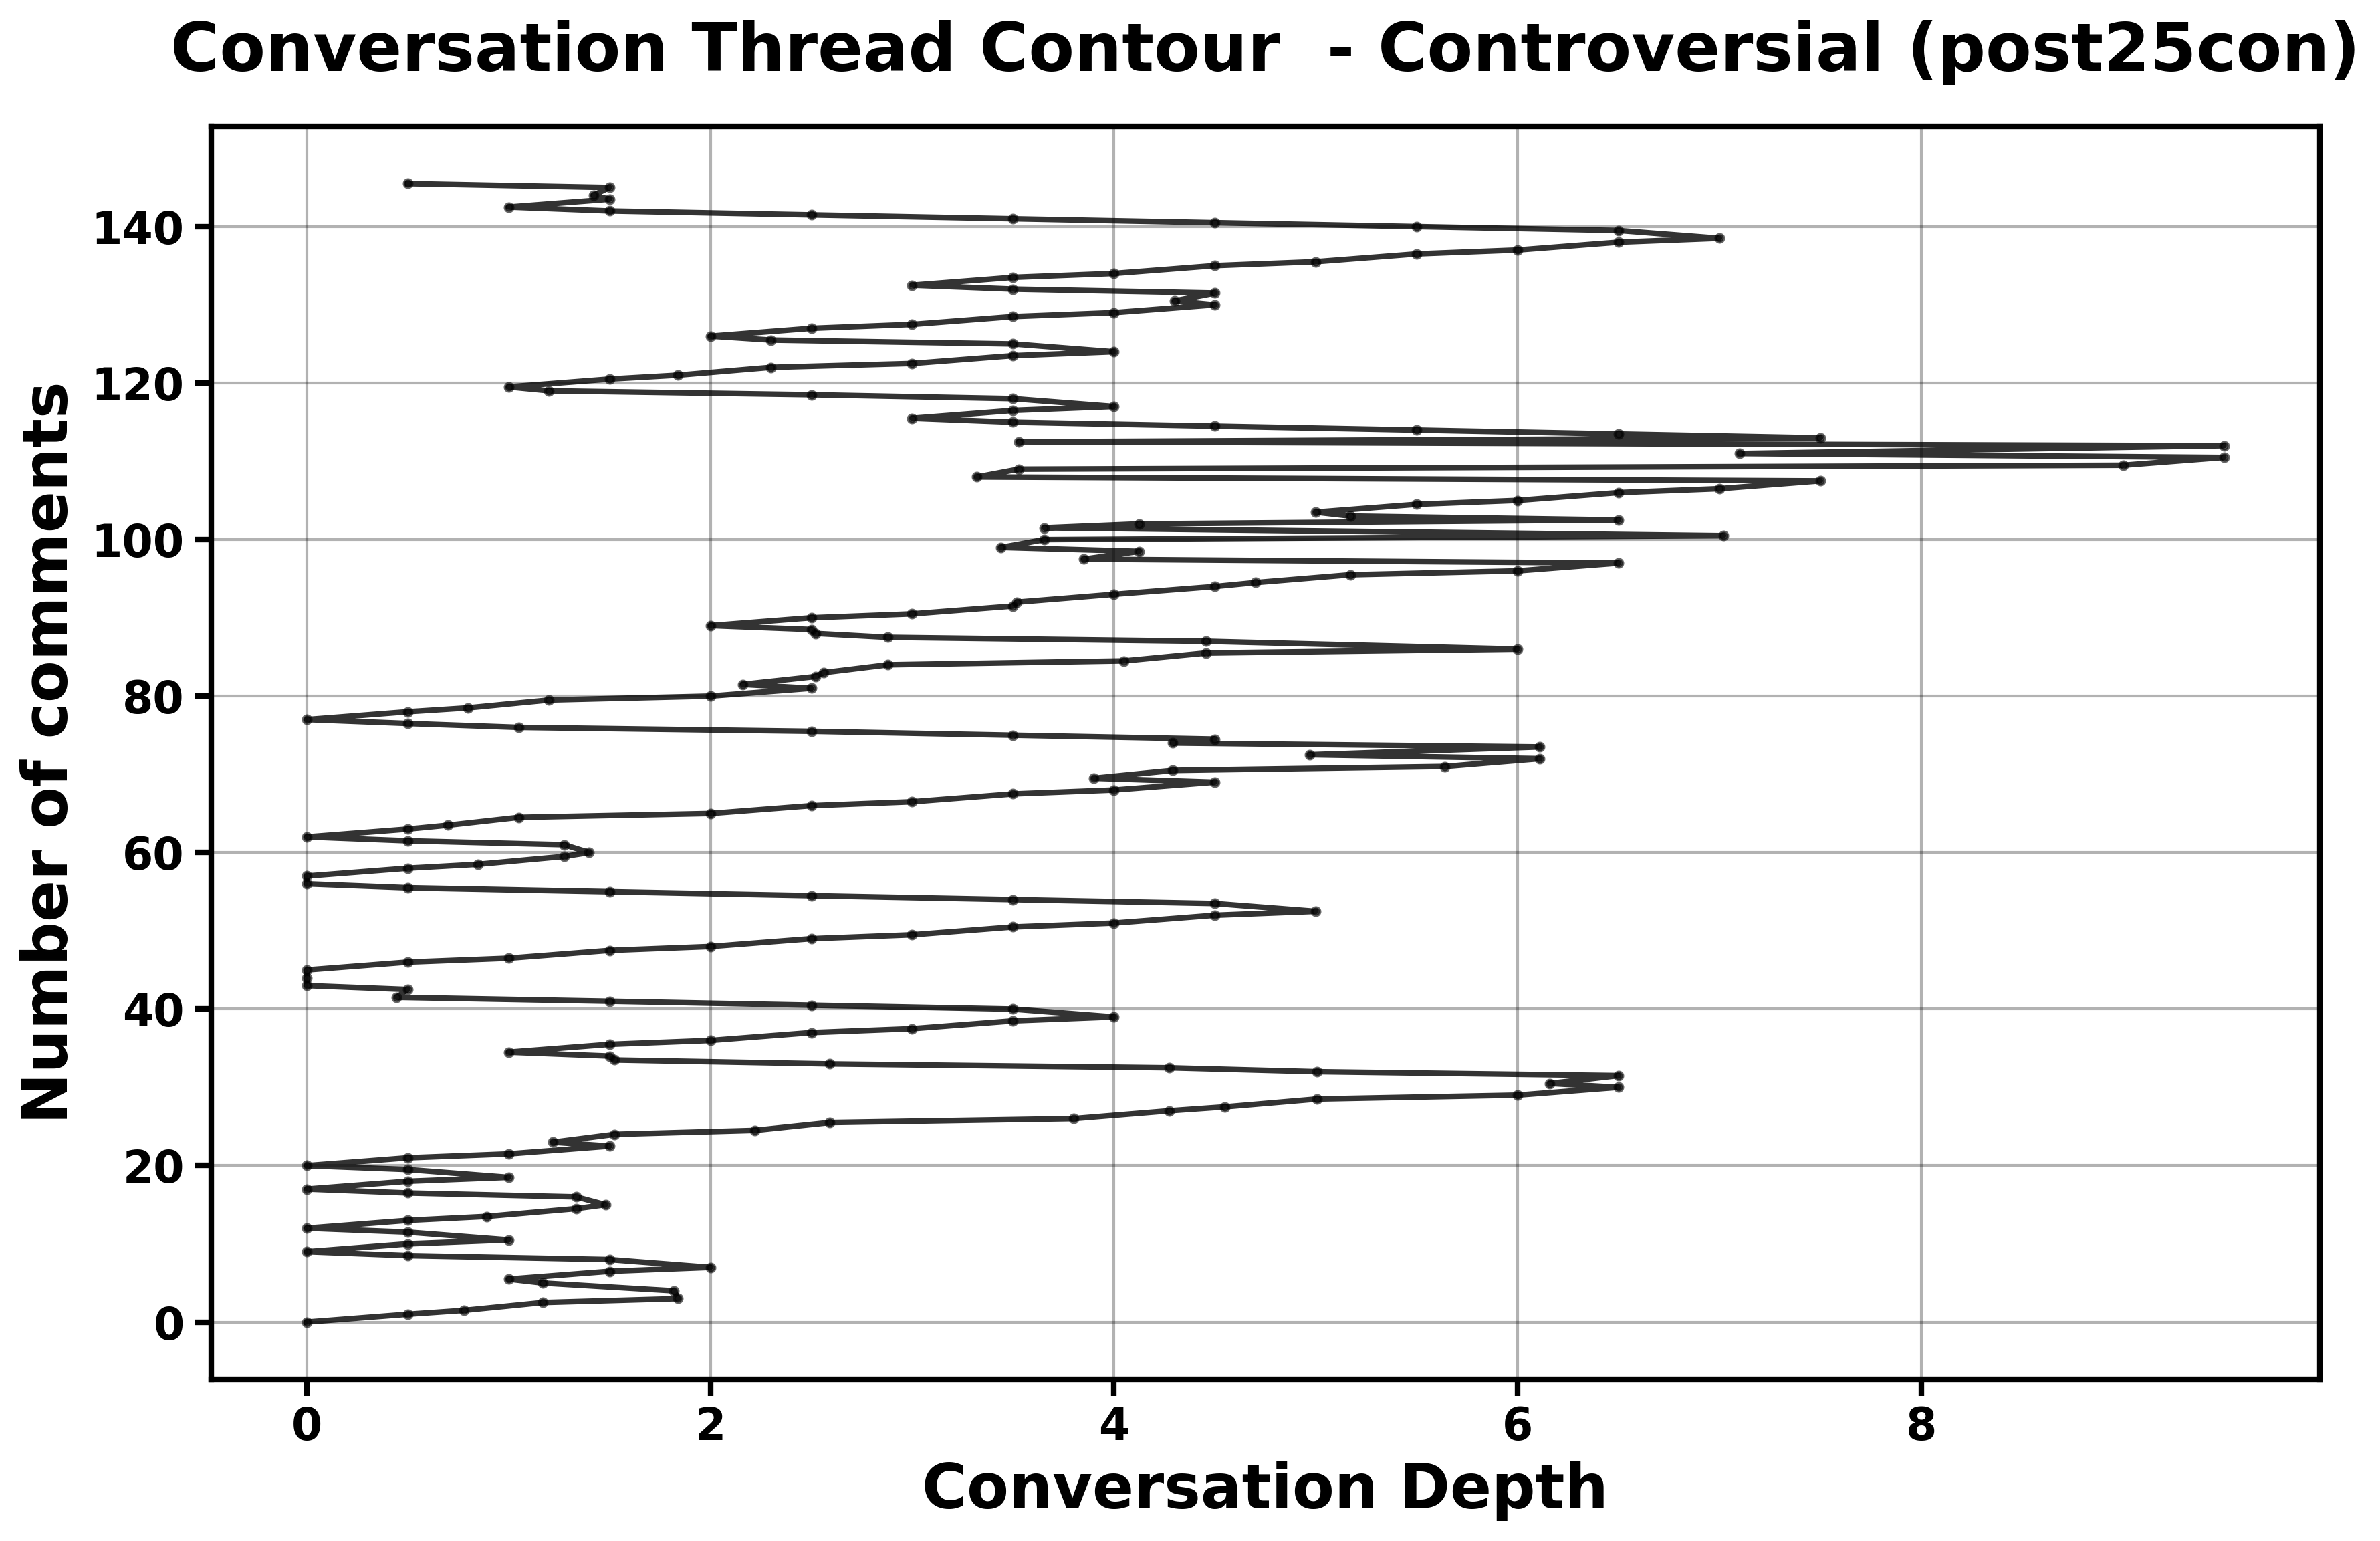 Conversation Thread Contour  - Controversial (post25con)
Number of comments
140
120
100
80
60
40
20
0
0 2 4 6 8
Conversation Depth